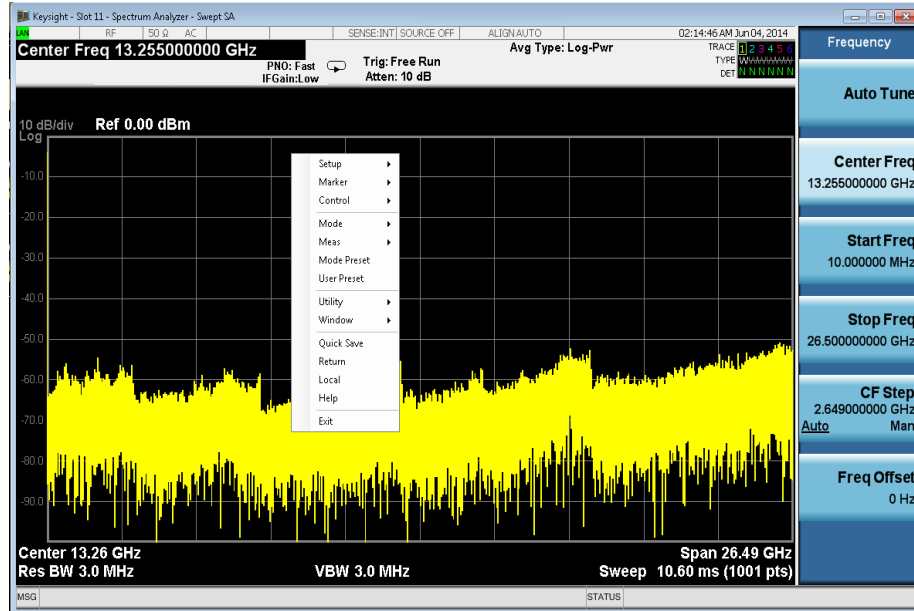 Keysight - Slot 11 - Spectrum Analyzer - Swept SA
LAN RF 50 Ω AC SENSE:INT SOURCE OFF ALIGN AUTO 02:14:46 AM Jun 04, 2014
Center Freq 13.255000000 GHz
PNO: Fast
IFGain:Low
Trig: Free Run
Atten: 10 dB
Avg Type: Log-Pwr
TRACE 1 2 3 4 5 6
TYPE
DET N N N N N N
10 dB/div Ref 0.00 dBm
Log
-10.0
-20.0
-30.0
-40.0
-50.0
-60.0
-70.0
-80.0
-90.0
Setup
Marker
Control
Mode
Meas
Mode Preset
User Preset
Utility
Window
Quick Save
Return
Local
Help
Exit
Center 13.26 GHz Span 26.49 GHz
Res BW 3.0 MHz VBW 3.0 MHz Sweep 10.60 ms (1001 pts)
MSG STATUS
Frequency
Auto Tune
Center Freq
13.255000000 GHz
Start Freq
10.000000 MHz
Stop Freq
26.500000000 GHz
CF Step
2.649000000 GHz
Auto Man
Freq Offset
0 Hz